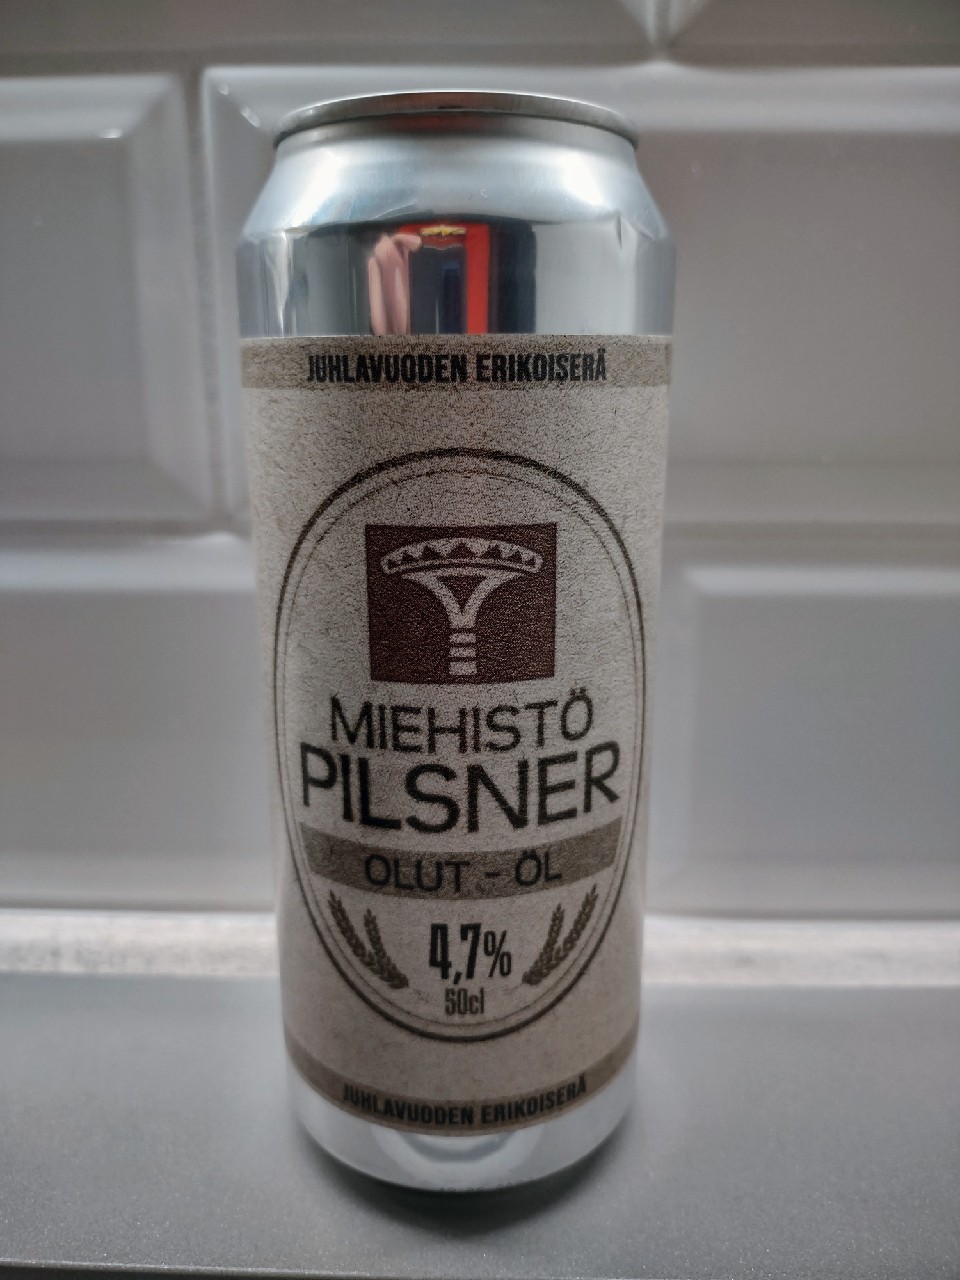 JUHLAVUODEN ERIKOISERÄ
MIEHISTÖ
PILSNER
OLUT - ÖL
4,7%
50cl
JUHLAVUODEN ERIKOISERÄ